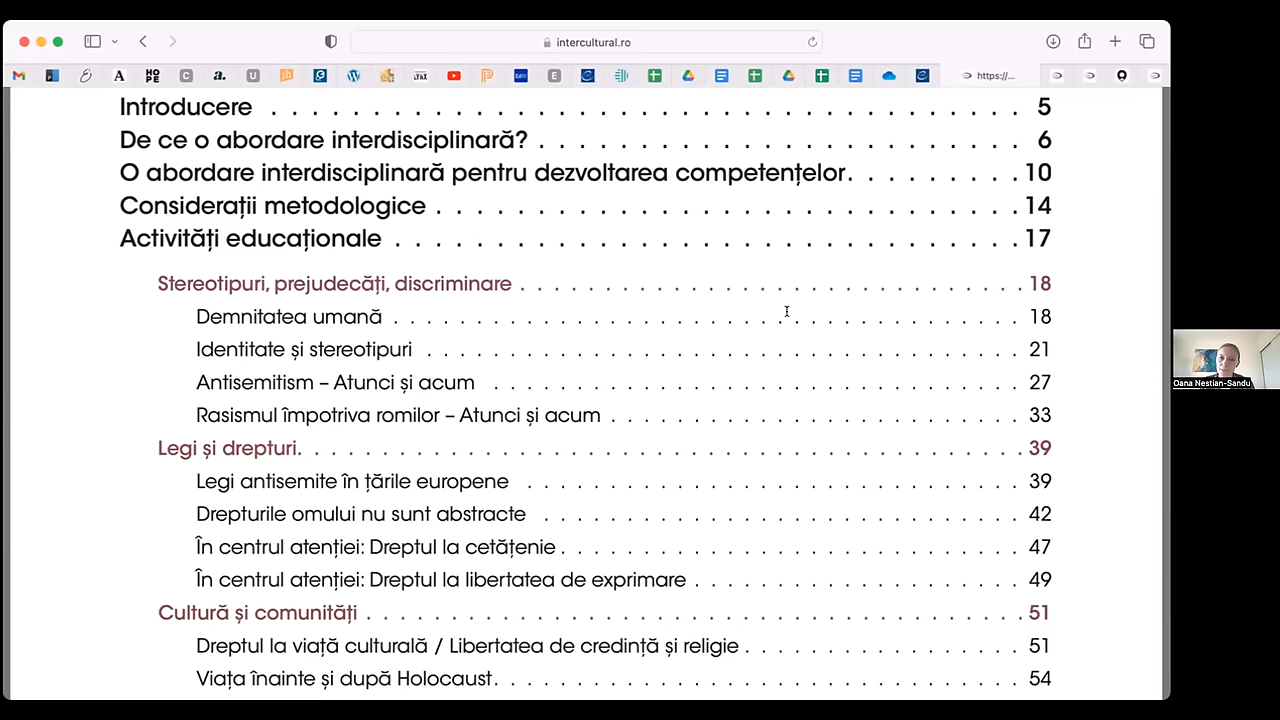 intercultural.ro
https://...
Introducere . . . . . . . . . . . . . . . . . . . . . . . 5
De ce o abordare interdisciplinară? . . . . . . . . . . . . . . . 6
O abordare interdisciplinară pentru dezvoltarea competențelor. . . . . . . . . 10
Considerații metodologice . . . . . . . . . . . . . . . . . . 14
Activități educaționale . . . . . . . . . . . . . . . . . . . 17
Stereotipuri, prejudecăți, discriminare . . . . . . . . . . . . . . . . 18
Demnitatea umană . . . . . . . . . . . . . . . . . . . . 18
Identitate și stereotipuri . . . . . . . . . . . . . . . . . . . 21
Antisemitism – Atunci și acum . . . . . . . . . . . . . . . . . 27
Rasismul împotriva romilor – Atunci și acum . . . . . . . . . . . . . 33
Legi și drepturi. . . . . . . . . . . . . . . . . . . . . . . 39
Legi antisemite în țările europene . . . . . . . . . . . . . . . . 39
Drepturile omului nu sunt abstracte . . . . . . . . . . . . . . . 42
În centrul atenției: Dreptul la cetățenie . . . . . . . . . . . . . . . 47
În centrul atenției: Dreptul la libertatea de exprimare . . . . . . . . . . 49
Cultură și comunități . . . . . . . . . . . . . . . . . . . . 51
Dreptul la viață culturală / Libertatea de credință și religie . . . . . . . . . 51
Viața înainte și după Holocaust. . . . . . . . . . . . . . . . . 54
Oana Nestian-Sandu